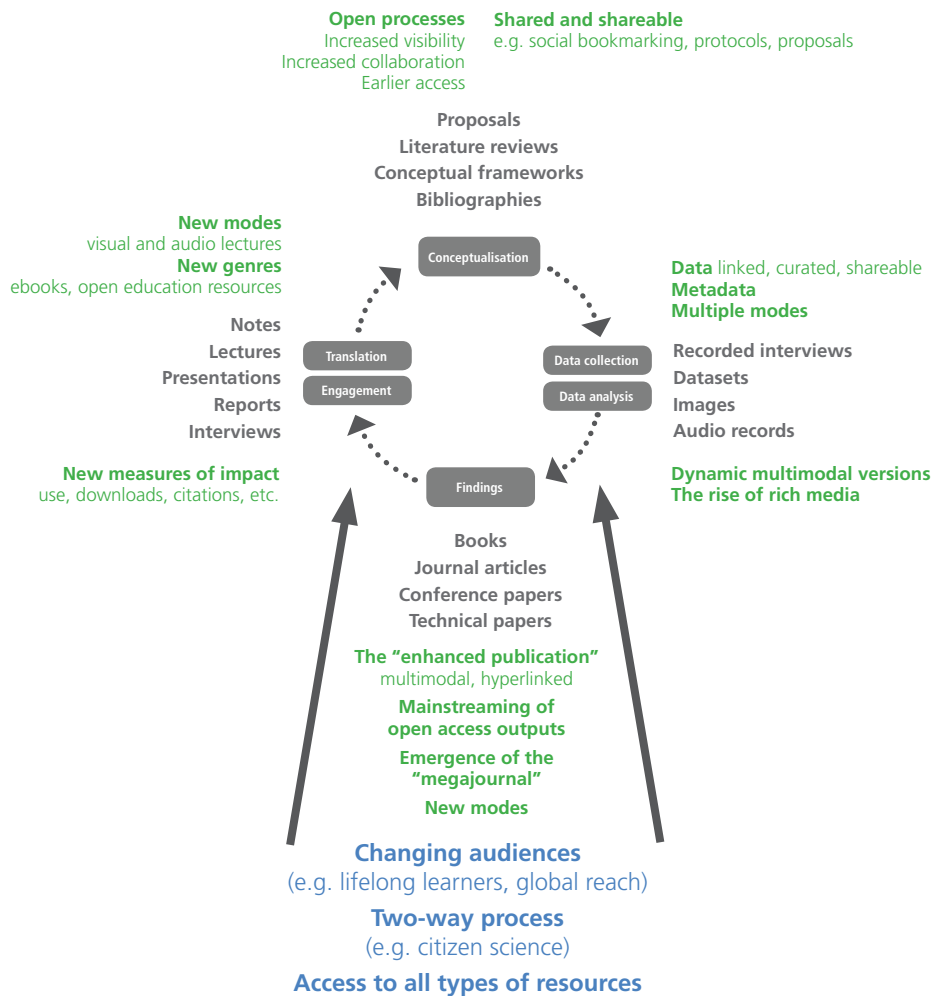 Open processes
Increased visibility
Increased collaboration
Earlier access
Shared and shareable
e.g. social bookmarking, protocols, proposals
Proposals
Literature reviews
Conceptual frameworks
Bibliographies
New modes
visual and audio lectures
New genres
ebooks, open education resources
Conceptualisation
Data linked, curated, shareable
Metadata
Multiple modes
Notes
Lectures
Presentations
Reports
Interviews
Translation
Engagement
Data collection
Data analysis
Recorded interviews
Datasets
Images
Audio records
New measures of impact
use, downloads, citations, etc.
Findings
Dynamic multimodal versions
The rise of rich media
Books
Journal articles
Conference papers
Technical papers
The "enhanced publication"
multimodal, hyperlinked
Mainstreaming of
open access outputs
Emergence of the
"megajournal"
New modes
Changing audiences
(e.g. lifelong learners, global reach)
Two-way process
(e.g. citizen science)
Access to all types of resources